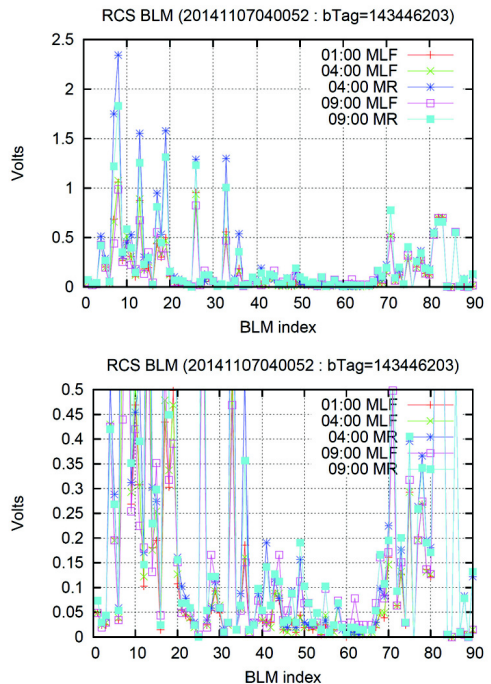 RCS BLM (20141107040052 : bTag=143446203)
2.5
2
1.5
1
0.5
0
Volts
01:00 MLF
04:00 MLF
04:00 MR
09:00 MLF
09:00 MR
0 10 20 30 40 50 60 70 80 90
BLM index
RCS BLM (20141107040052 : bTag=143446203)
0.5
0.45
0.4
0.35
0.3
0.25
0.2
0.15
0.1
0.05
0
Volts
01:00 MLF
04:00 MLF
04:00 MR
09:00 MLF
09:00 MR
0 10 20 30 40 50 60 70 80 90
BLM index